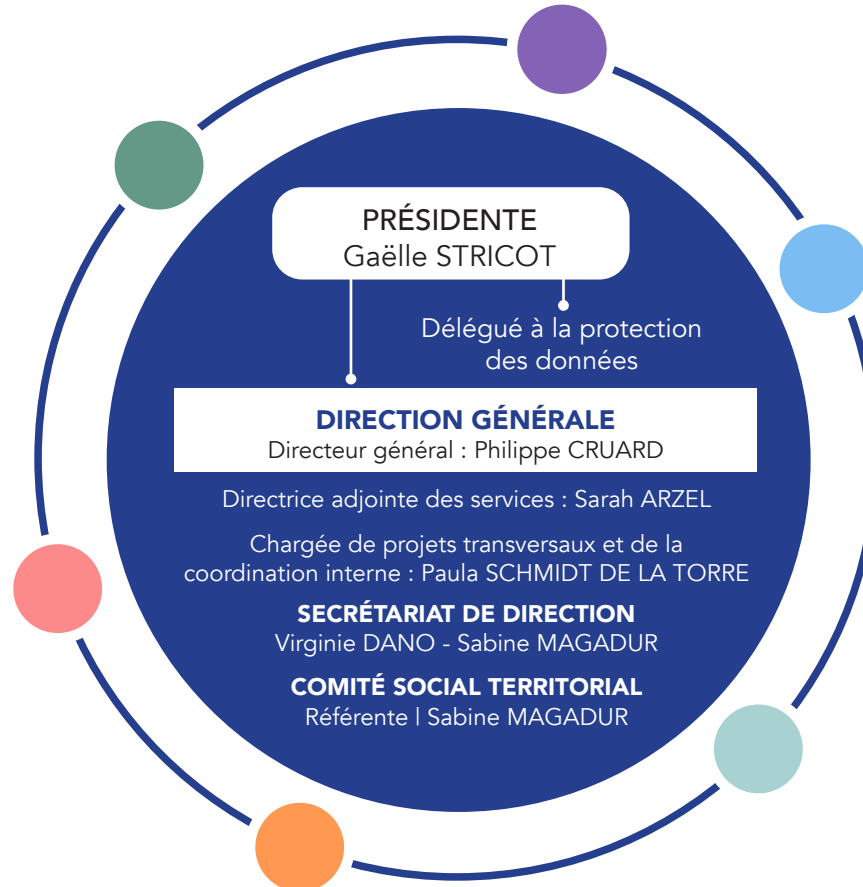 PRÉSIDENTE
Gaëlle STRICOT
Délégué à la protection
des données
DIRECTION GÉNÉRALE
Directeur général : Philippe CRUARD
Directrice adjointe des services : Sarah ARZEL
Chargée de projets transversaux et de la
coordination interne : Paula SCHMIDT DE LA TORRE
SECRÉTARIAT DE DIRECTION
Virginie DANO - Sabine MAGADUR
COMITÉ SOCIAL TERRITORIAL
Référente | Sabine MAGADUR